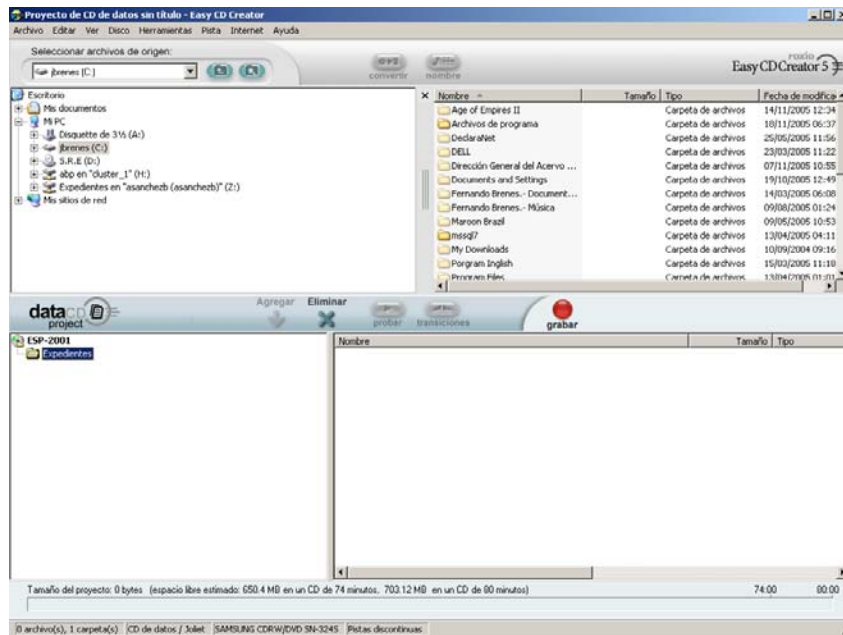 Proyecto de CD de datos sin título - Easy CD Creator
Archivo Editar Ver Disco Herramientas Pista Internet Ayuda
Seleccionar archivos de origen:
jbrenes (C:)
convertir
nombre
roxio
Easy CD Creator 5
Escritorio
Mis documentos
Mi PC
Disquette de 3½ (A:)
jbrenes (C:)
S.R.E (D:)
abp en "cluster_1" (H:)
Expedientes en "asanchezb (asanchezb)" (Z:)
Mis sitios de red
Nombre Tamaño Tipo Fecha de modifica
Age of Empires II Carpeta de archivos 14/11/2005 12:34
Archivos de programa Carpeta de archivos 18/11/2005 06:37
DeclaraNet Carpeta de archivos 25/05/2005 11:56
DELL Carpeta de archivos 23/03/2005 11:22
Dirección General del Acervo ... Carpeta de archivos 07/11/2005 10:55
Documents and Settings Carpeta de archivos 19/10/2005 12:49
Fernando Brenes.- Document... Carpeta de archivos 14/03/2005 06:08
Fernando Brenes.- Música Carpeta de archivos 09/08/2005 01:24
Maroon Brazil Carpeta de archivos 09/05/2005 10:53
mssql7 Carpeta de archivos 13/04/2005 04:11
My Downloads Carpeta de archivos 10/09/2004 09:16
Porgram Inglish Carpeta de archivos 15/03/2005 11:10
Program Files Carpeta de archivos 13/04/2005 01:01
data CD
project
Agregar
Eliminar
probar
transiciones
grabar
ESP-2001
Expedientes
Nombre Tamaño Tipo
Tamaño del proyecto: 0 bytes (espacio libre estimado: 650.4 MB en un CD de 74 minutos, 703.12 MB en un CD de 80 minutos) 74:00 80:00
0 archivo(s), 1 carpeta(s) CD de datos / Joliet SAMSUNG CDRW/DVD SN-324S Pistas discontinuas